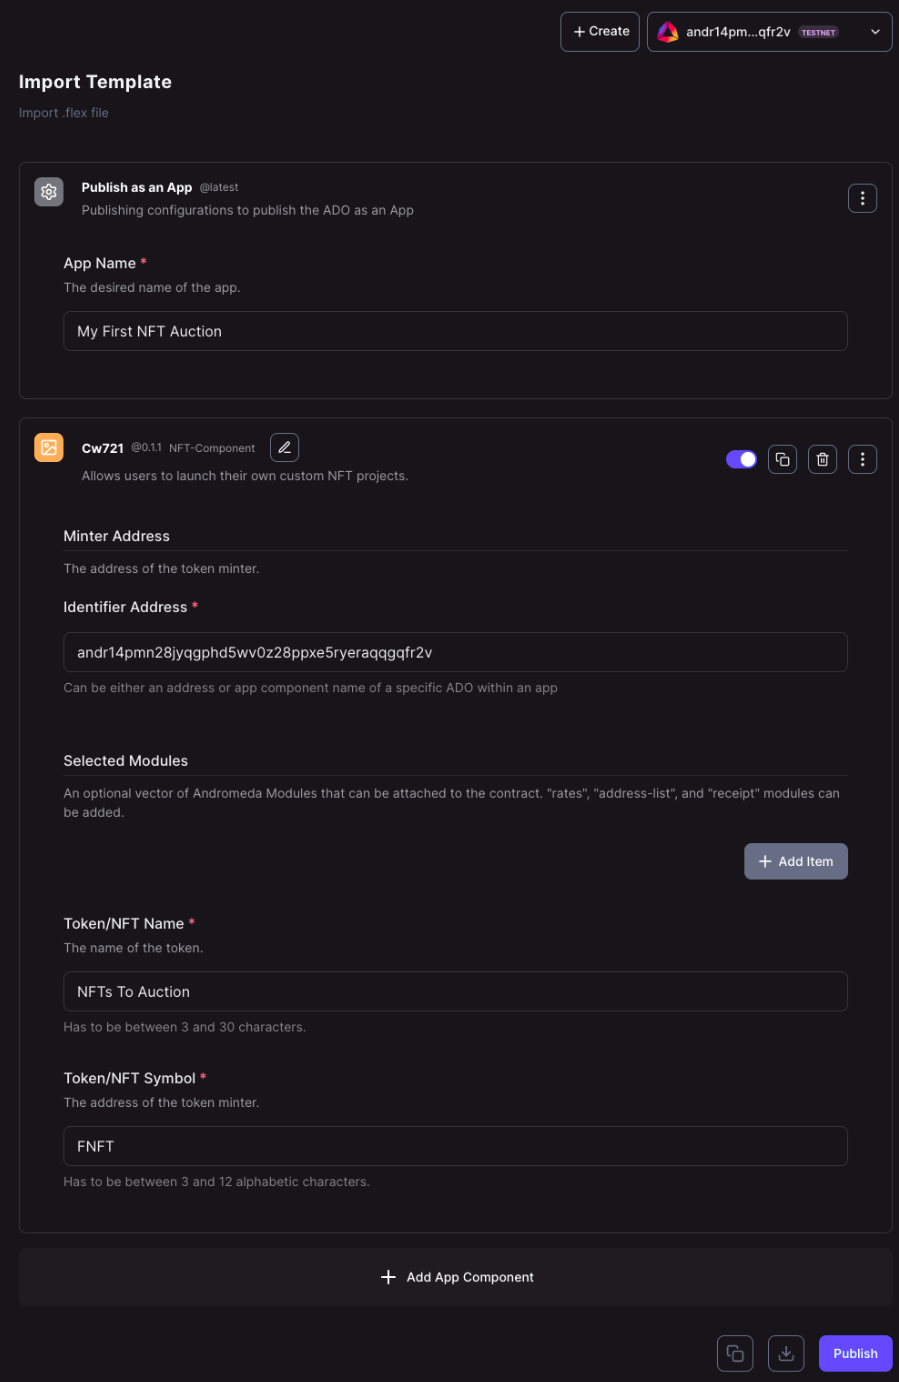 + Create
andr14pm...qfr2v TESTNET
Import Template
Import .flex file
Publish as an App @latest
Publishing configurations to publish the ADO as an App
App Name *
The desired name of the app.
My First NFT Auction
Cw721 @0.1.1 NFT-Component
Allows users to launch their own custom NFT projects.
Minter Address
The address of the token minter.
Identifier Address *
andr14pmn28jyqgphd5wv0z28ppxe5ryeraqqgqfr2v
Can be either an address or app component name of a specific ADO within an app
Selected Modules
An optional vector of Andromeda Modules that can be attached to the contract. "rates", "address-list", and "receipt" modules can
be added.
+ Add Item
Token/NFT Name *
The name of the token.
NFTs To Auction
Has to be between 3 and 30 characters.
Token/NFT Symbol *
The address of the token minter.
FNFT
Has to be between 3 and 12 alphabetic characters.
+ Add App Component
Publish